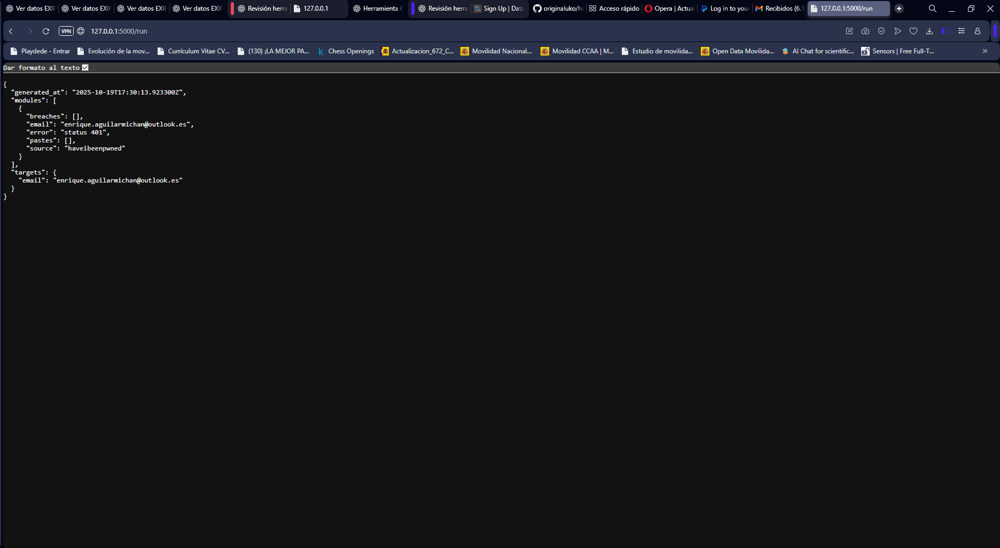 Ver datos EXIF Ver datos EXIF Ver datos EXIF Ver datos EXIF Revisión herra 127.0.0.1 Herramienta C Revisión herra Sign Up | Data originaluko/ha Acceso rápido Opera | Actual Log in to your Recibidos (6.1 127.0.0.1:5000/run
VPN 127.0.0.1:5000/run
Playdede - Entrar Evolución de la mov... Currículum Vitae CV... (130) ¡LA MEJOR PA... Chess Openings Actualizacion_672_C... Movilidad Nacional... Movilidad CCAA | M... Estudio de movilida... Open Data Movilida... AI Chat for scientific... Sensors | Free Full-T... »
Dar formato al texto
{
  "generated_at": "2025-10-19T17:30:13.923300Z",
  "modules": [
    {
      "breaches": [],
      "email": "enrique.aguilarmichan@outlook.es",
      "error": "status 401",
      "pastes": [],
      "source": "haveibeenpwned"
    }
  ],
  "targets": {
    "email": "enrique.aguilarmichan@outlook.es"
  }
}